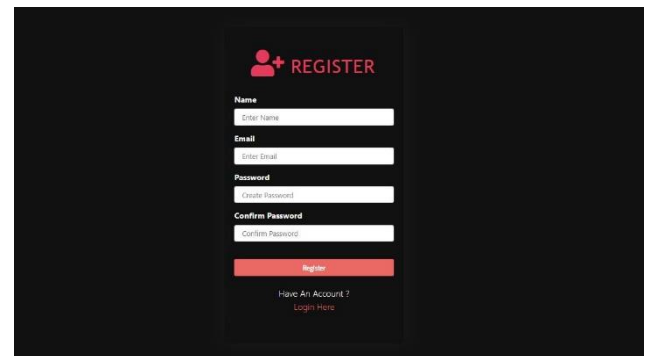 REGISTER
Name
Enter Name
Email
Enter Email
Password
Create Password
Confirm Password
Confirm Password
Register
Have An Account ?
Login Here